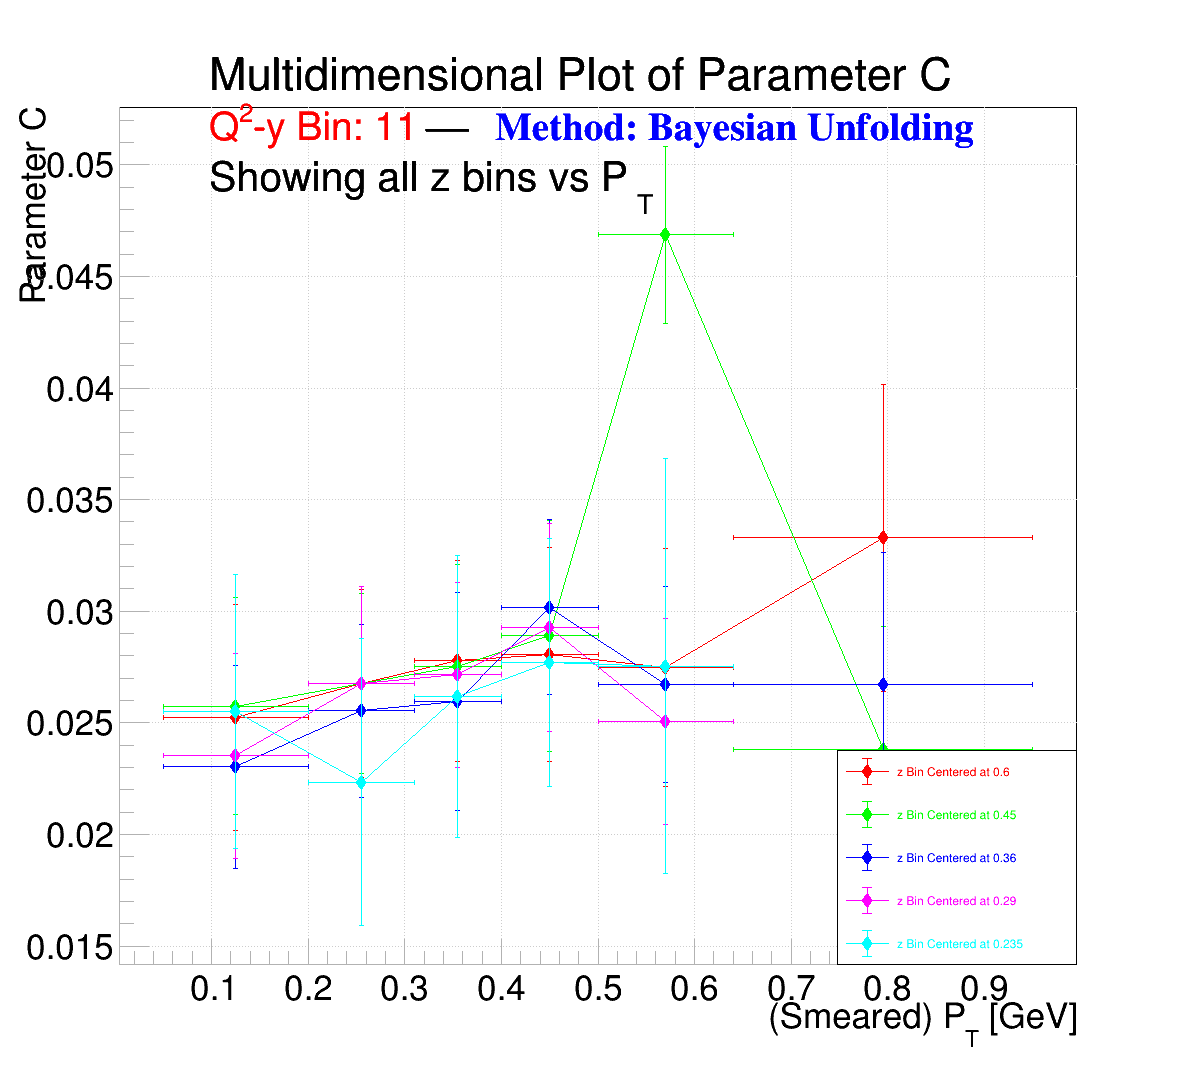 Multidimensional Plot of Parameter C
Q2-y Bin: 11 — Method: Bayesian Unfolding
Showing all z bins vs PT
Parameter C
0.05
0.045
0.04
0.035
0.03
0.025
0.02
0.015
z Bin Centered at 0.6
z Bin Centered at 0.45
z Bin Centered at 0.36
z Bin Centered at 0.29
z Bin Centered at 0.235
0.1 0.2 0.3 0.4 0.5 0.6 0.7 0.8 0.9
(Smeared) PT [GeV]